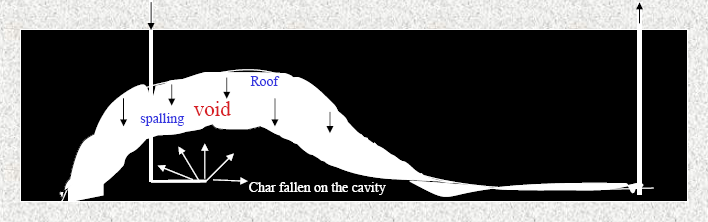 Roof
void
spalling
Char fallen on the cavity